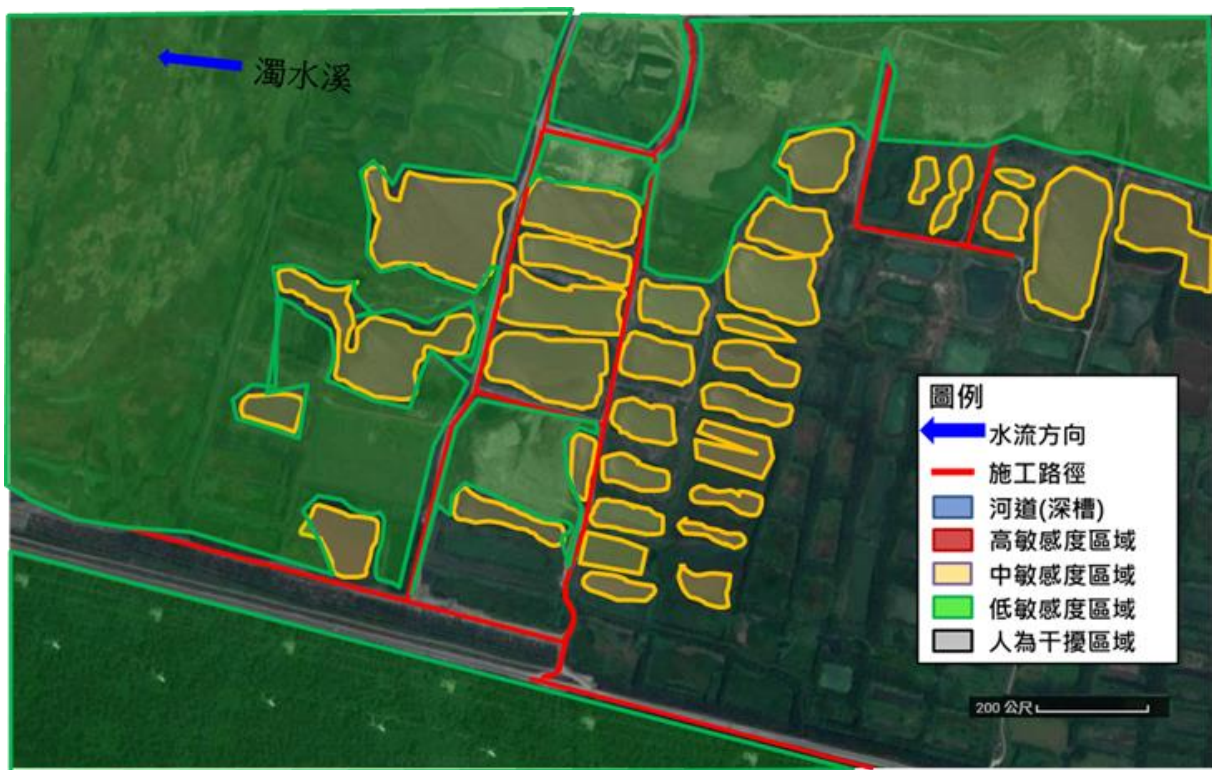 濁水溪
圖例
水流方向
施工路徑
河道(深槽)
高敏感度區域
中敏感度區域
低敏感度區域
人為干擾區域
200 公尺